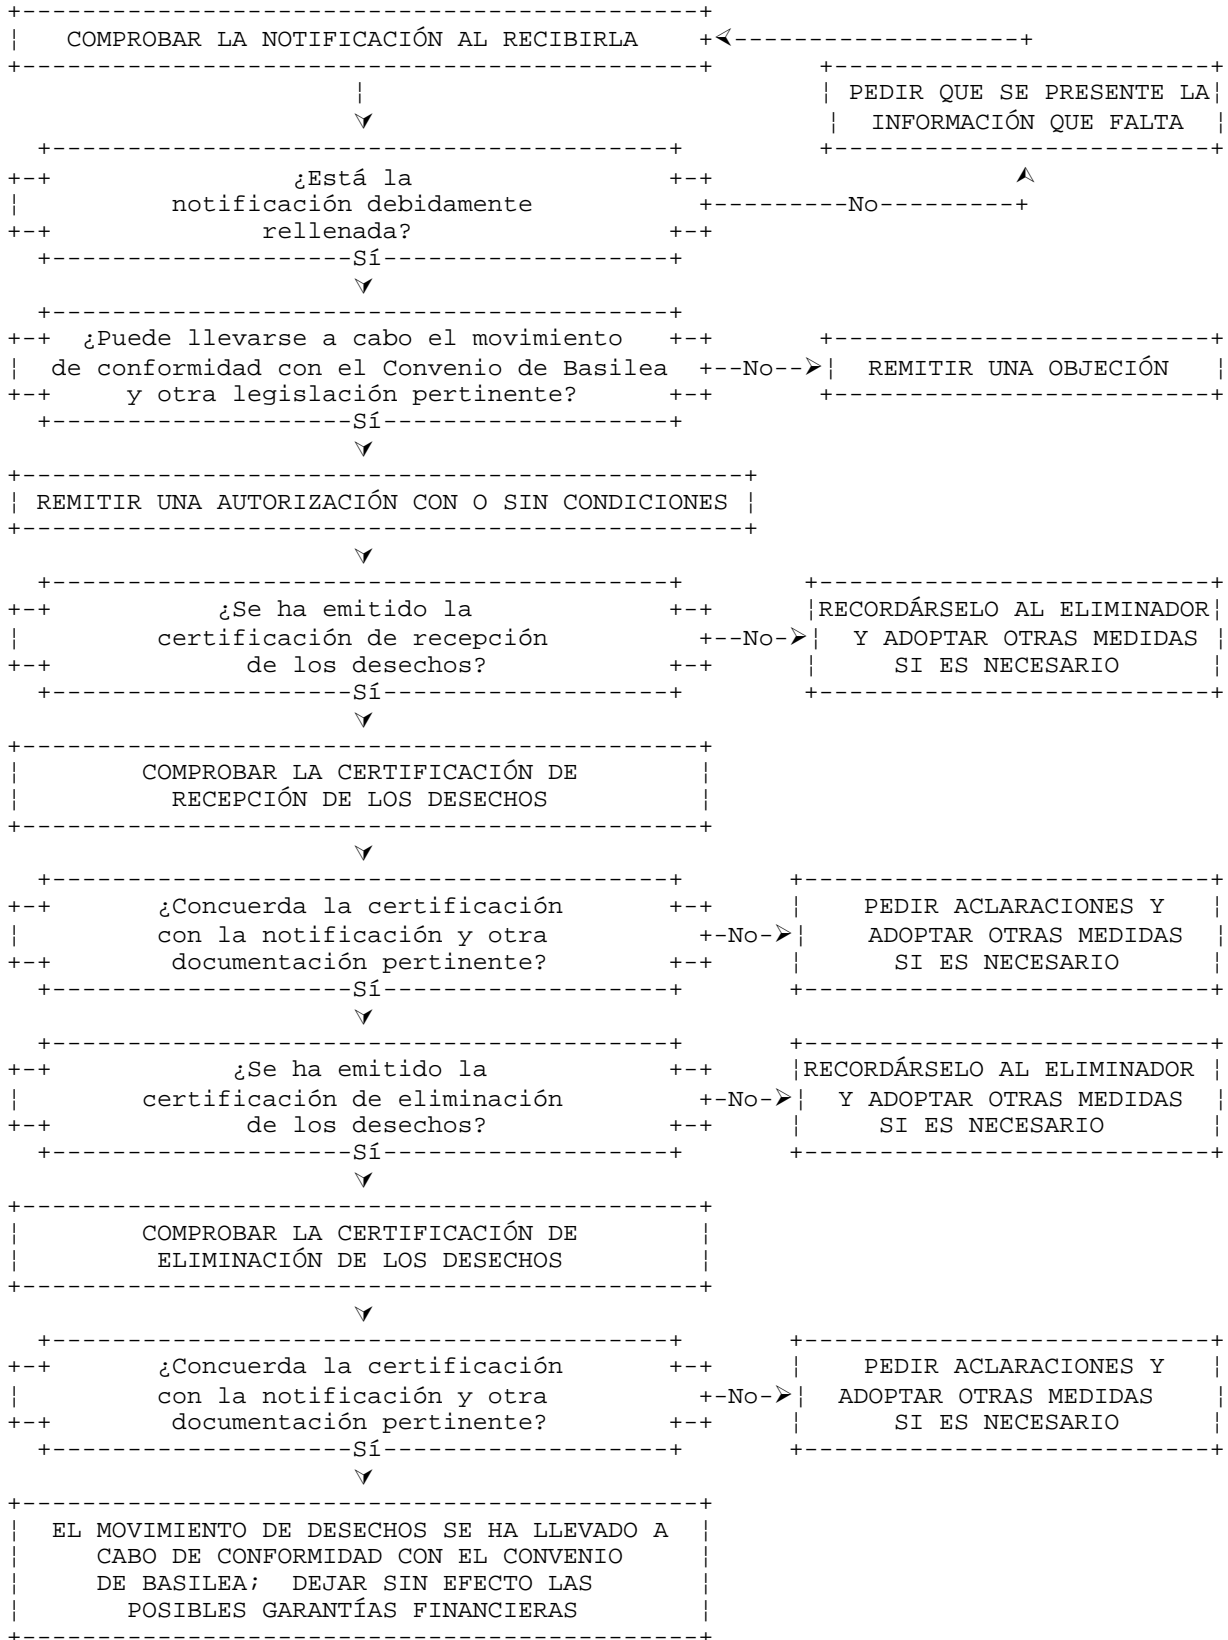 COMPROBAR LA NOTIFICACIÓN AL RECIBIRLA
PEDIR QUE SE PRESENTE LA
INFORMACIÓN QUE FALTA
¿Está la
notificación debidamente
rellenada?
No
Sí
¿Puede llevarse a cabo el movimiento
de conformidad con el Convenio de Basilea
y otra legislación pertinente?
No
REMITIR UNA OBJECIÓN
Sí
REMITIR UNA AUTORIZACIÓN CON O SIN CONDICIONES
¿Se ha emitido la
certificación de recepción
de los desechos?
No
RECORDÁRSELO AL ELIMINADOR
Y ADOPTAR OTRAS MEDIDAS
SI ES NECESARIO
Sí
COMPROBAR LA CERTIFICACIÓN DE
RECEPCIÓN DE LOS DESECHOS
¿Concuerda la certificación
con la notificación y otra
documentación pertinente?
No
PEDIR ACLARACIONES Y
ADOPTAR OTRAS MEDIDAS
SI ES NECESARIO
Sí
¿Se ha emitido la
certificación de eliminación
de los desechos?
No
RECORDÁRSELO AL ELIMINADOR
Y ADOPTAR OTRAS MEDIDAS
SI ES NECESARIO
Sí
COMPROBAR LA CERTIFICACIÓN DE
ELIMINACIÓN DE LOS DESECHOS
¿Concuerda la certificación
con la notificación y otra
documentación pertinente?
No
PEDIR ACLARACIONES Y
ADOPTAR OTRAS MEDIDAS
SI ES NECESARIO
Sí
EL MOVIMIENTO DE DESECHOS SE HA LLEVADO A
CABO DE CONFORMIDAD CON EL CONVENIO
DE BASILEA; DEJAR SIN EFECTO LAS
POSIBLES GARANTÍAS FINANCIERAS